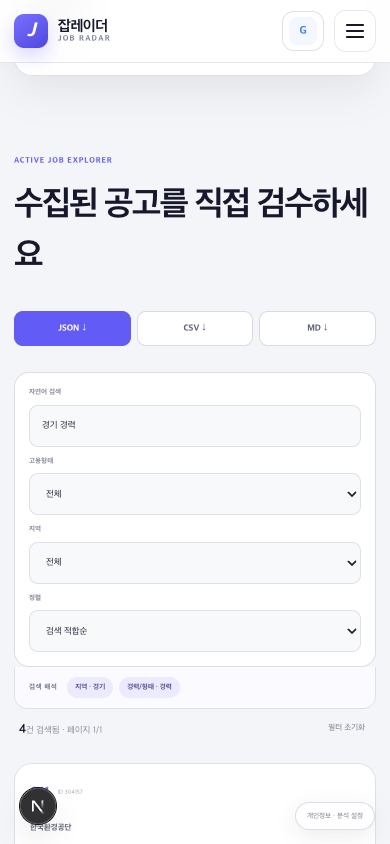 J
잡레이더
JOB RADAR
G
ACTIVE JOB EXPLORER
수집된 공고를 직접 검수하세
요
JSON ↓
CSV ↓
MD ↓
자연어 검색
경기 경력
고용형태
전체
지역
전체
정렬
검색 적합순
검색 해석
지역 · 경기
경력/형태 · 경력
4건 검색됨 · 페이지 1/1
필터 초기화
ID 304157
N
한국환경공단
개인정보 · 분석 설정